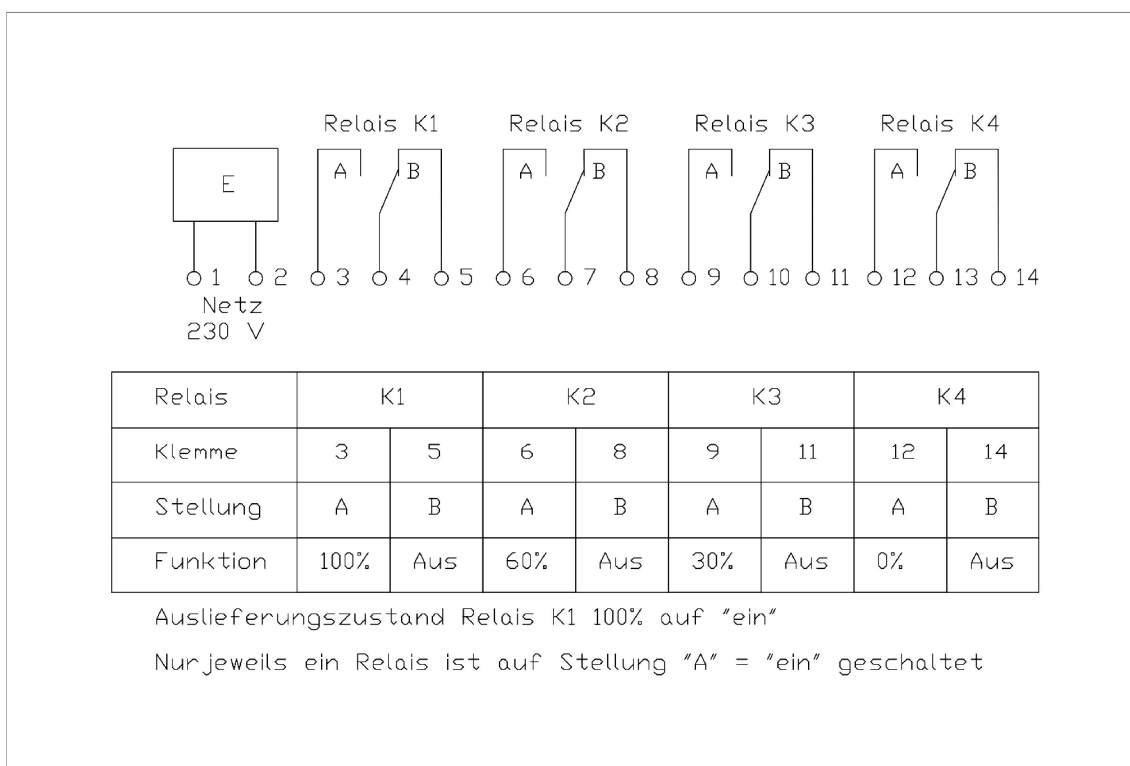 Relais K1 Relais K2 Relais K3 Relais K4
E A B A B A B A B
1 2 3 4 5 6 7 8 9 10 11 12 13 14
Netz
230 V
Relais K1 K2 K3 K4
Klemme 3 5 6 8 9 11 12 14
Stellung A B A B A B A B
Funktion 100% Aus 60% Aus 30% Aus 0% Aus
Auslieferungszustand Relais K1 100% auf "ein"
Nur jeweils ein Relais ist auf Stellung "A" = "ein" geschaltet